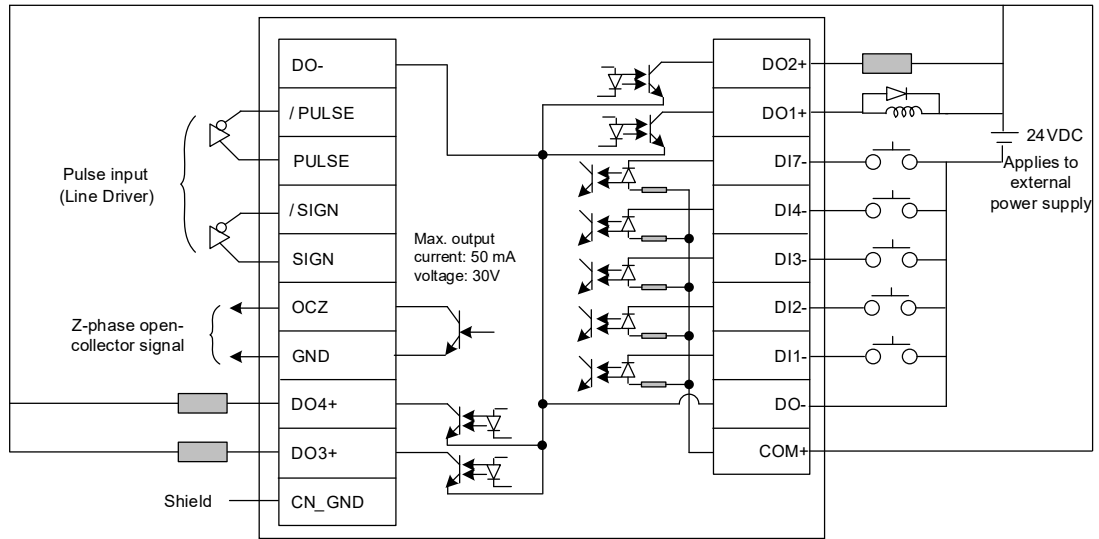 DO-
/PULSE
PULSE
/SIGN
SIGN
OCZ
GND
DO4+
DO3+
CN_GND
Pulse input
(Line Driver)
Z-phase open-
collector signal
Shield
Max. output
current: 50 mA
voltage: 30V
DO2+
DO1+
DI7-
DI4-
DI3-
DI2-
DI1-
DO-
COM+
24VDC
Applies to
external
power supply